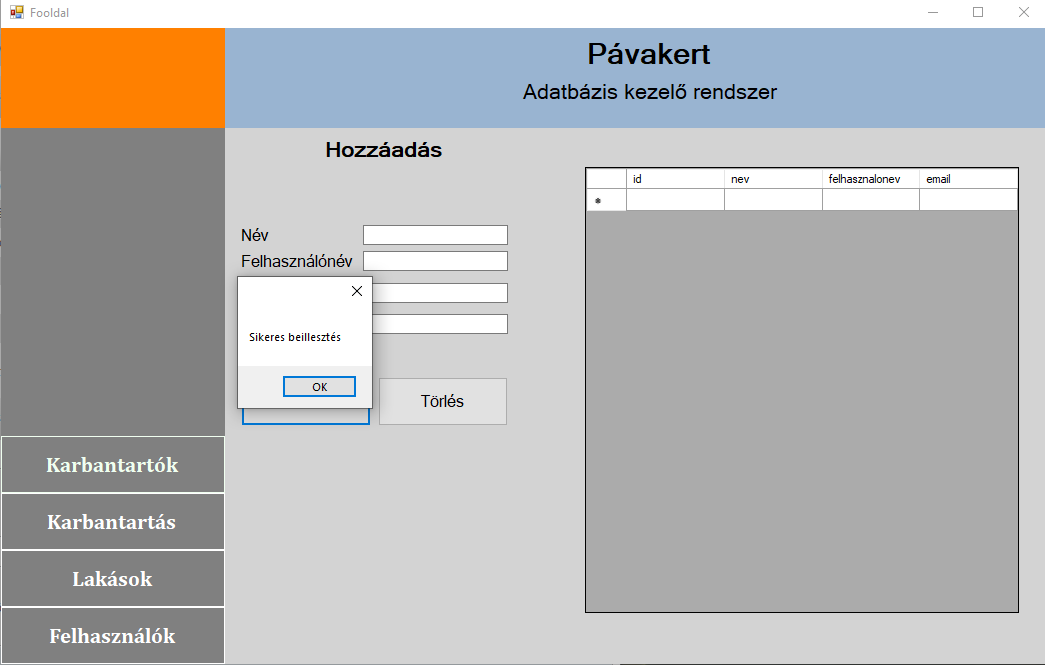 Fooldal
Pávakert
Adatbázis kezelő rendszer
Hozzáadás
id nev felhasznalonev email
Név
Felhasználónév
Sikeres beillesztés
OK
Törlés
Karbantartók
Karbantartás
Lakások
Felhasználók